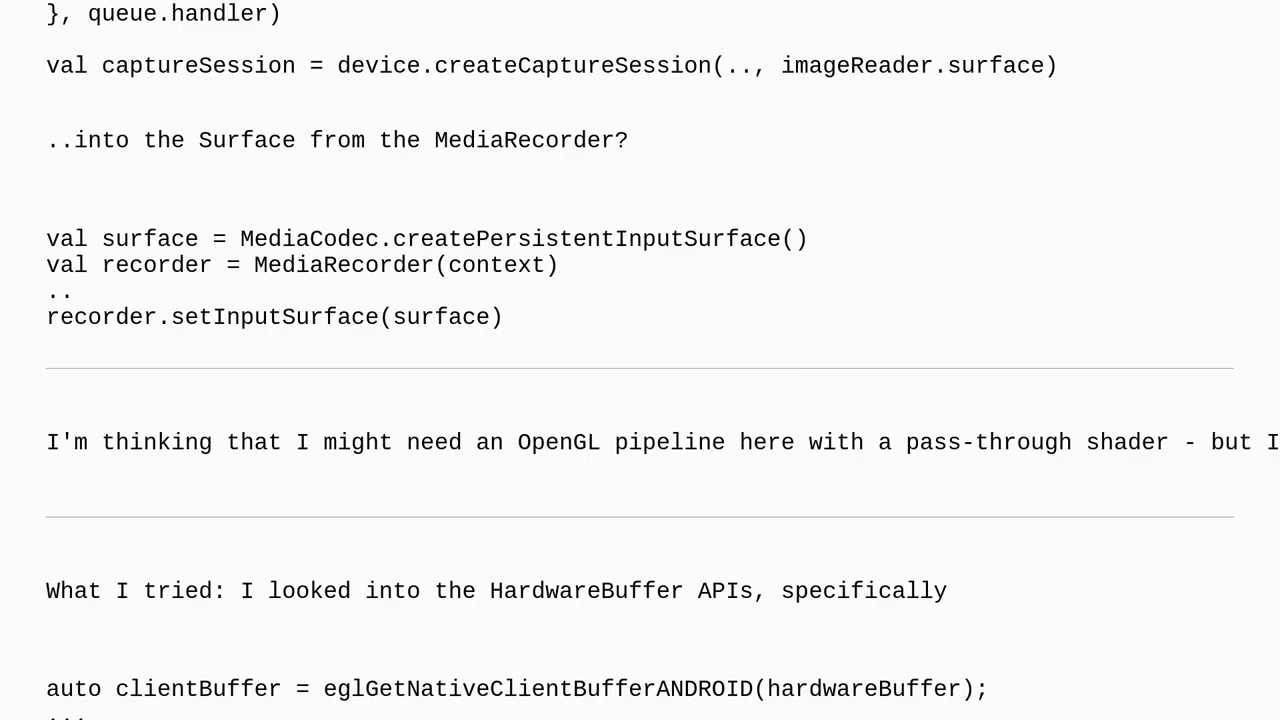 }, queue.handler)
val captureSession = device.createCaptureSession(.., imageReader.surface)
..into the Surface from the MediaRecorder?
val surface = MediaCodec.createPersistentInputSurface()
val recorder = MediaRecorder(context)
..
recorder.setInputSurface(surface)
I'm thinking that I might need an OpenGL pipeline here with a pass-through shader - but I
What I tried: I looked into the HardwareBuffer APIs, specifically
auto clientBuffer = eglGetNativeClientBufferANDROID(hardwareBuffer);
...